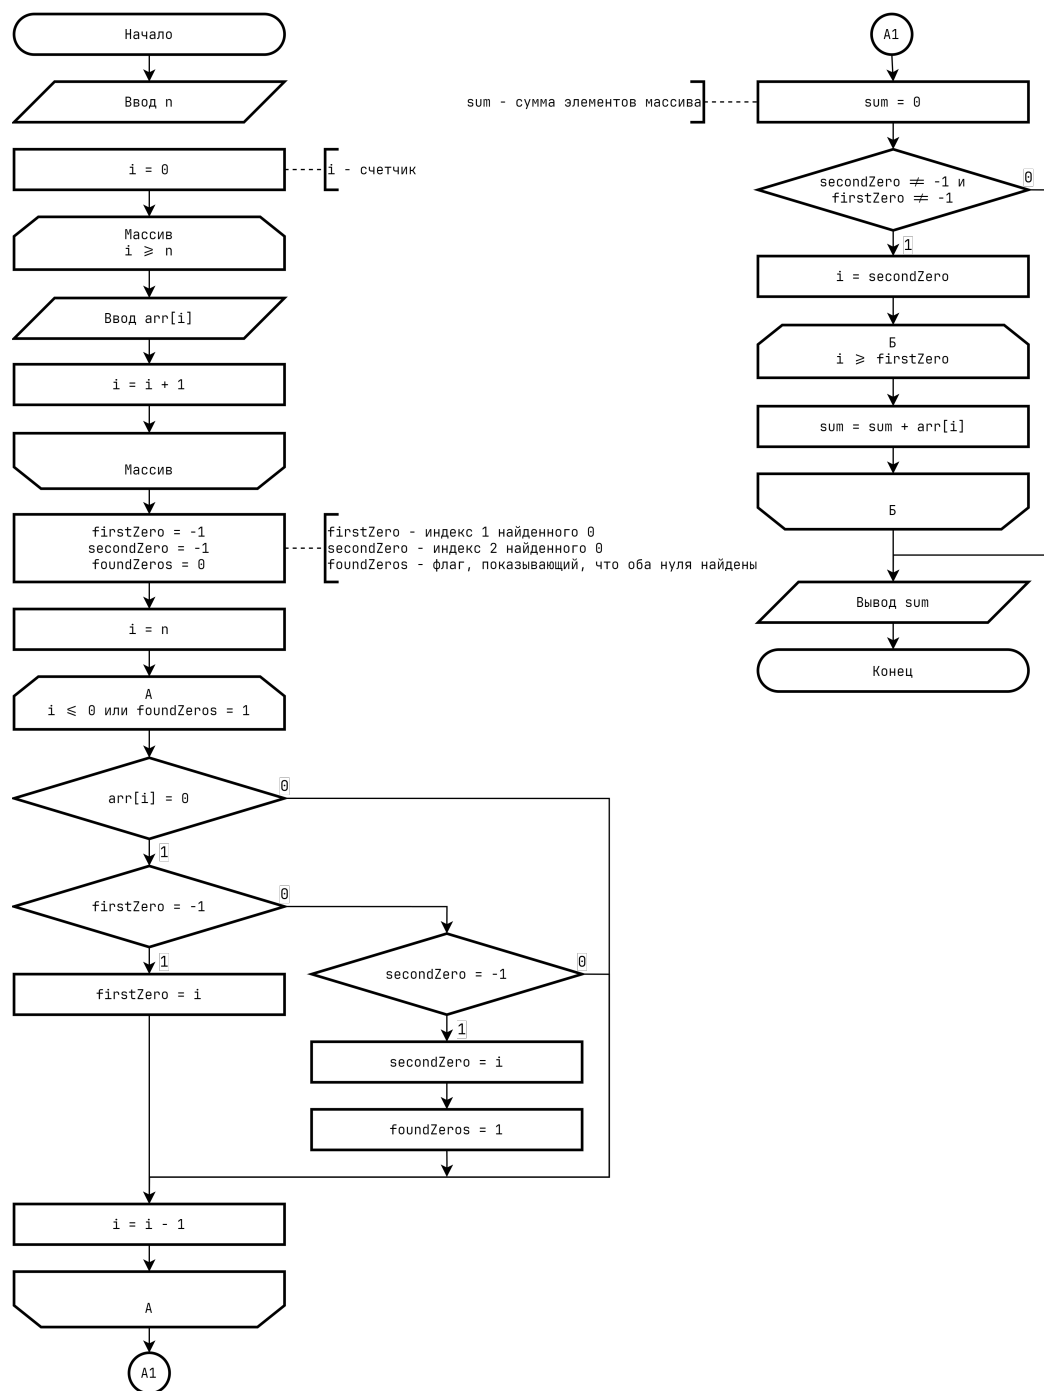 Начало
Ввод n
i = 0
i - счетчик
Массив
i ⩾ n
Ввод arr[i]
i = i + 1
Массив
firstZero = -1
secondZero = -1
foundZeros = 0
firstZero - индекс 1 найденного 0
secondZero - индекс 2 найденного 0
foundZeros - флаг, показывающий, что оба нуля найдены
i = n
А
i ⩽ 0 или foundZeros = 1
arr[i] = 0
0
1
firstZero = -1
0
1
firstZero = i
secondZero = -1
0
1
secondZero = i
foundZeros = 1
i = i - 1
А
А1
А1
sum = 0
sum - сумма элементов массива
secondZero ≠ -1 и
firstZero ≠ -1
0
1
i = secondZero
Б
i ⩾ firstZero
sum = sum + arr[i]
Б
Вывод sum
Конец